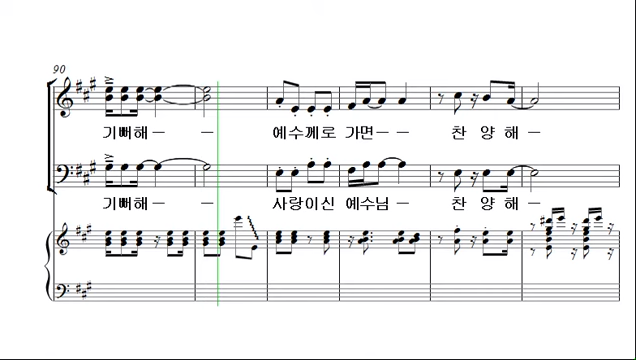 90
기뻐해 – – 예수께로 가면 – – 찬 양 해 –
기뻐해 – – 사랑이신 예수님 – 찬 양 해 –